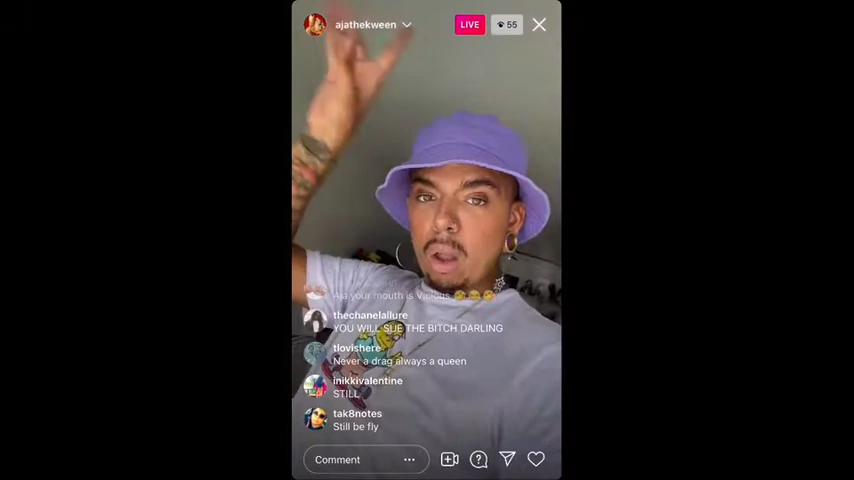 ajathekween
LIVE
55
Aja your mouth is Vicious 😂😂😂
thechanelallure
YOU WILL SUE THE BITCH DARLING
tlovishere
Never a drag always a queen
inikkivalentine
STILL
tak8notes
Still be fly
Comment